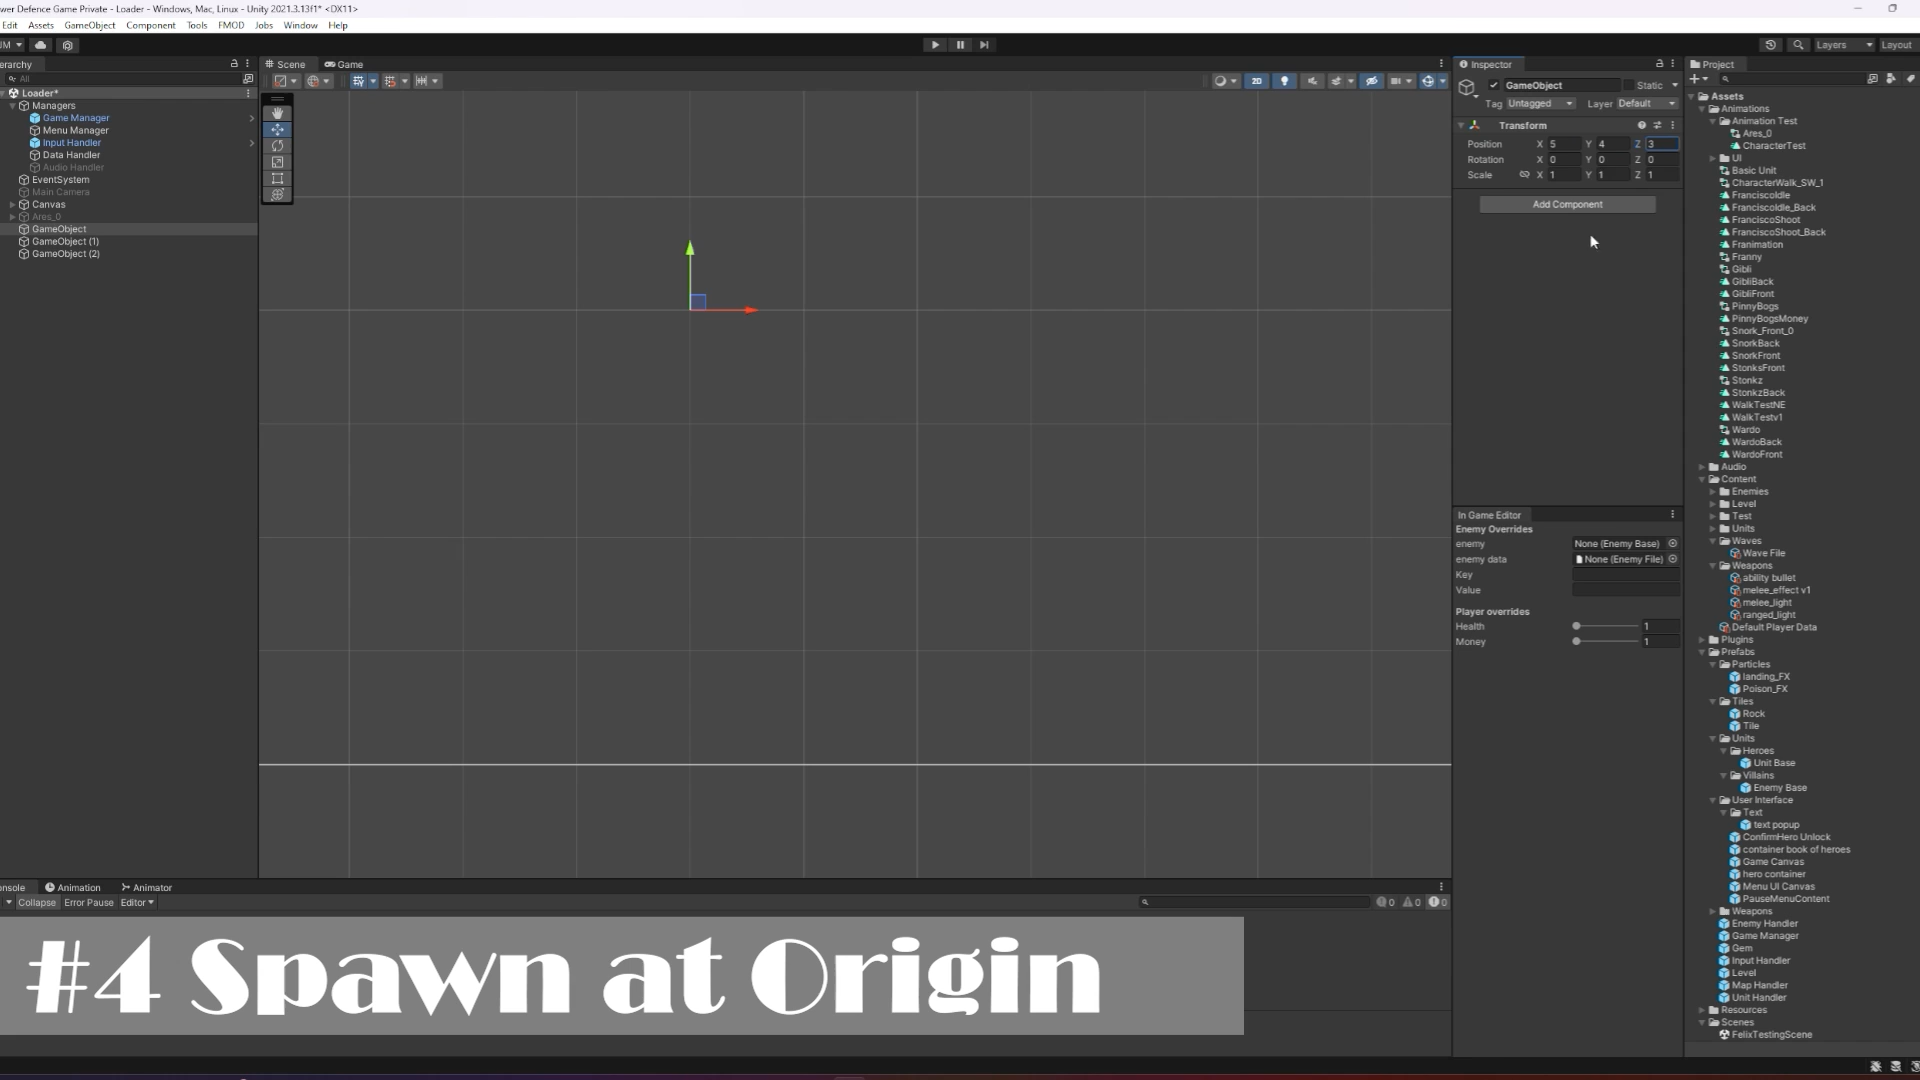 wer Defence Game Private - Loader - Windows, Mac, Linux - Unity 2021.3.13f1* <DX11>
Edit Assets GameObject Component Tools FMOD Jobs Window Help
Layers Layout
erarchy
All
Loader*
Managers
Game Manager
Menu Manager
Input Handler
Data Handler
Audio Handler
EventSystem
Main Camera
Canvas
Ares_0
GameObject
GameObject (1)
GameObject (2)
Scene Game
2D
Inspector
GameObject Static
Tag Untagged Layer Default
Transform
Position X 5 Y 4 Z 3
Rotation X 0 Y 0 Z 0
Scale X 1 Y 1 Z 1
Add Component
In Game Editor
Enemy Overrides
enemy None (Enemy Base)
enemy data None (Enemy File)
Key
Value
Player overrides
Health 1
Money 1
Project
Assets
Animations
Animation Test
Ares_0
CharacterTest
UI
Basic Unit
CharacterWalk_SW_1
FranciscoIdle
FranciscoIdle_Back
FranciscoShoot
FranciscoShoot_Back
Franimation
Franny
Gibli
GibliBack
GibliFront
PinnyBogs
PinnyBogsMoney
Snork_Front_0
SnorkBack
SnorkFront
StonksFront
Stonkz
StonkzBack
WalkTestNE
WalkTestv1
Wardo
WardoBack
WardoFront
Audio
Content
Enemies
Level
Test
Units
Waves
Wave File
Weapons
ability bullet
melee_effect v1
melee_light
ranged_light
Default Player Data
Plugins
Prefabs
Particles
landing_FX
Poison_FX
Tiles
Rock
Tile
Units
Heroes
Unit Base
Villains
Enemy Base
User Interface
Text
text popup
ConfirmHero Unlock
container book of heroes
Game Canvas
hero container
Menu UI Canvas
PauseMenuContent
Weapons
Enemy Handler
Game Manager
Gem
Input Handler
Level
Map Handler
Unit Handler
Resources
Scenes
FelixTestingScene
onsole Animation Animator
Collapse Error Pause Editor
0 0 0
#4 Spawn at Origin